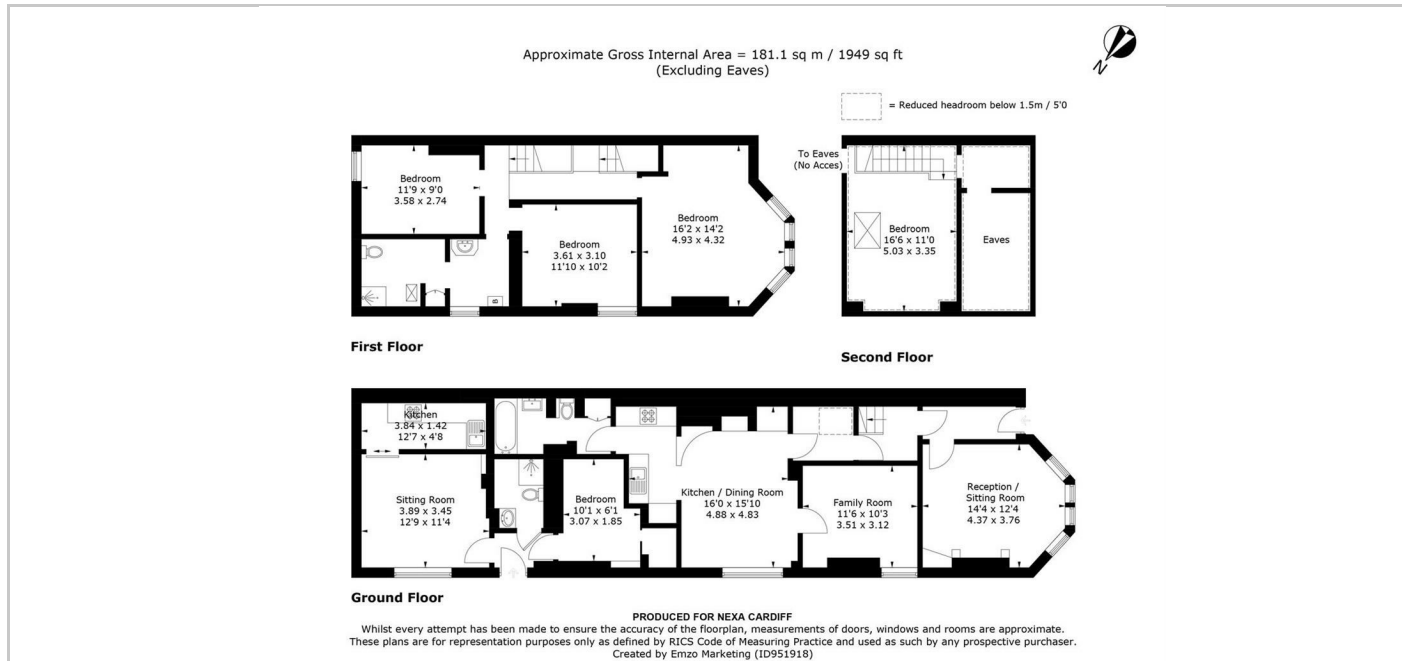 Approximate Gross Internal Area = 181.1 sq m / 1949 sq ft
(Excluding Eaves)
N
= Reduced headroom below 1.5m / 5'0
Bedroom
11'9 x 9'0
3.58 x 2.74
Bedroom
3.61 x 3.10
11'10 x 10'2
Bedroom
16'2 x 14'2
4.93 x 4.32
B
First Floor
To Eaves
(No Acces)
Bedroom
16'6 x 11'0
5.03 x 3.35
Eaves
Second Floor
Kitchen
3.84 x 1.42
12'7 x 4'8
Sitting Room
3.89 x 3.45
12'9 x 11'4
Bedroom
10'1 x 6'1
3.07 x 1.85
Kitchen / Dining Room
16'0 x 15'10
4.88 x 4.83
Family Room
11'6 x 10'3
3.51 x 3.12
Reception /
Sitting Room
14'4 x 12'4
4.37 x 3.76
Ground Floor
PRODUCED FOR NEXA CARDIFF
Whilst every attempt has been made to ensure the accuracy of the floorplan, measurements of doors, windows and rooms are approximate.
These plans are for representation purposes only as defined by RICS Code of Measuring Practice and used as such by any prospective purchaser.
Created by Emzo Marketing (ID951918)